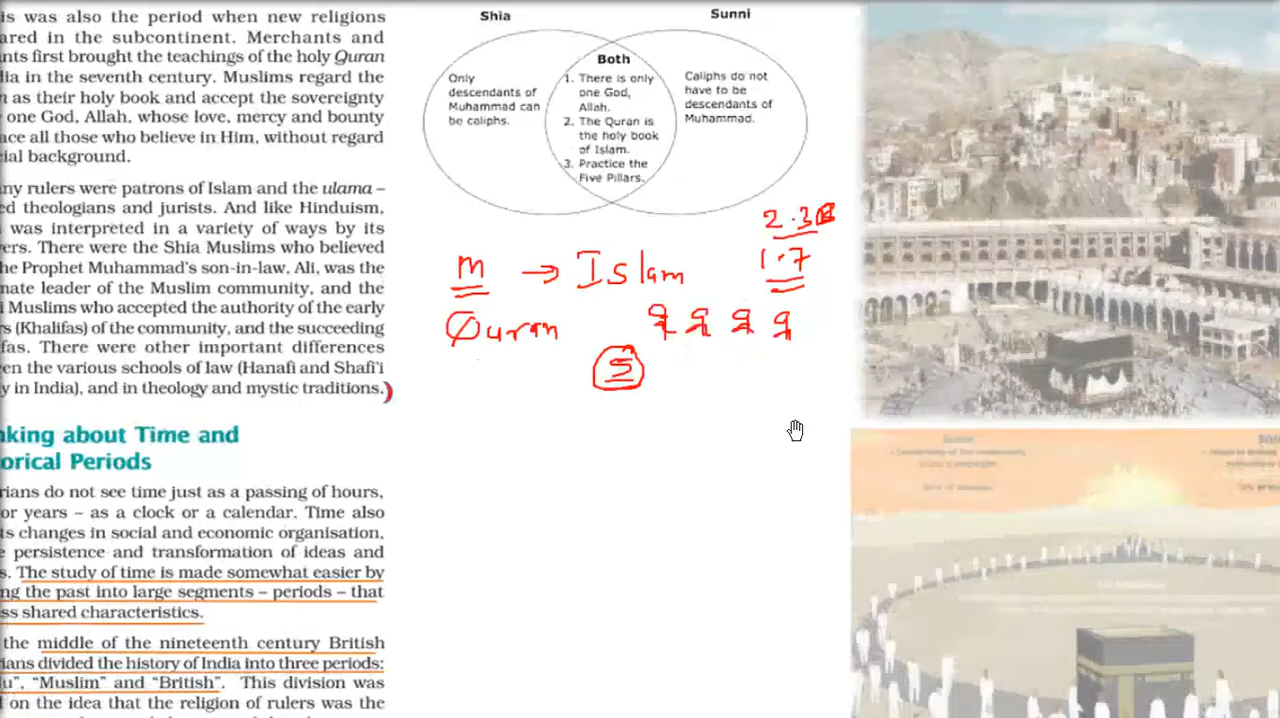 is was also the period when new religions
ared in the subcontinent. Merchants and
nts first brought the teachings of the holy Quran
ia in the seventh century. Muslims regard the
n as their holy book and accept the sovereignty
one God, Allah, whose love, mercy and bounty
ace all those who believe in Him, without regard
cial background.
ny rulers were patrons of Islam and the ulama –
ed theologians and jurists. And like Hinduism,
was interpreted in a variety of ways by its
ers. There were the Shia Muslims who believed
he Prophet Muhammad's son-in-law, Ali, was the
mate leader of the Muslim community, and the
i Muslims who accepted the authority of the early
rs (Khalifas) of the community, and the succeeding
fas. There were other important differences
en the various schools of law (Hanafi and Shafi'i
y in India), and in theology and mystic traditions.
nking about Time and
orical Periods
rians do not see time just as a passing of hours,
or years – as a clock or a calendar. Time also
ts changes in social and economic organisation,
e persistence and transformation of ideas and
s. The study of time is made somewhat easier by
ng the past into large segments – periods – that
ss shared characteristics.
the middle of the nineteenth century British
rians divided the history of India into three periods:
u", "Muslim" and "British". This division was
on the idea that the religion of rulers was the
Shia
Sunni
Only
descendants of
Muhammad can
be caliphs.
Both
1. There is only
one God,
Allah.
2. The Quran is
the holy book
of Islam.
3. Practice the
Five Pillars.
Caliphs do not
have to be
descendants of
Muhammad.
2.3
M → Islam
1.7
Quran
5
Sunni